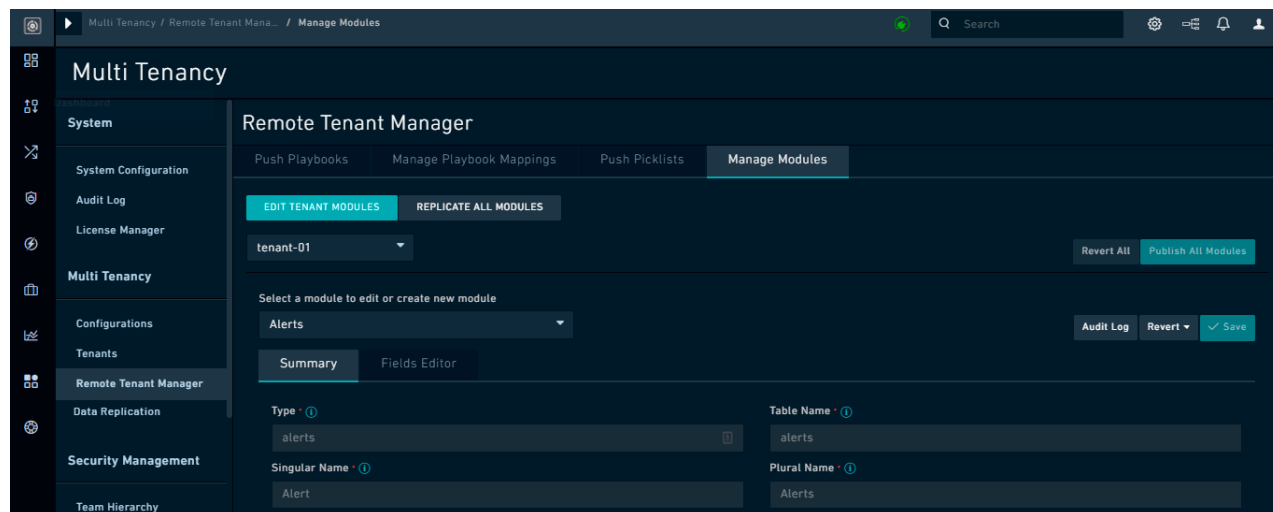 Multi Tenancy / Remote Tenant Mana... / Manage Modules
Search
Multi Tenancy
Dashboard
System
System Configuration
Audit Log
License Manager
Multi Tenancy
Configurations
Tenants
Remote Tenant Manager
Data Replication
Security Management
Team Hierarchy
Remote Tenant Manager
Push Playbooks Manage Playbook Mappings Push Picklists Manage Modules
EDIT TENANT MODULES REPLICATE ALL MODULES
tenant-01
Revert All Publish All Modules
Select a module to edit or create new module
Alerts
Audit Log Revert Save
Summary Fields Editor
Type * Table Name *
alerts alerts
Singular Name * Plural Name *
Alert Alerts